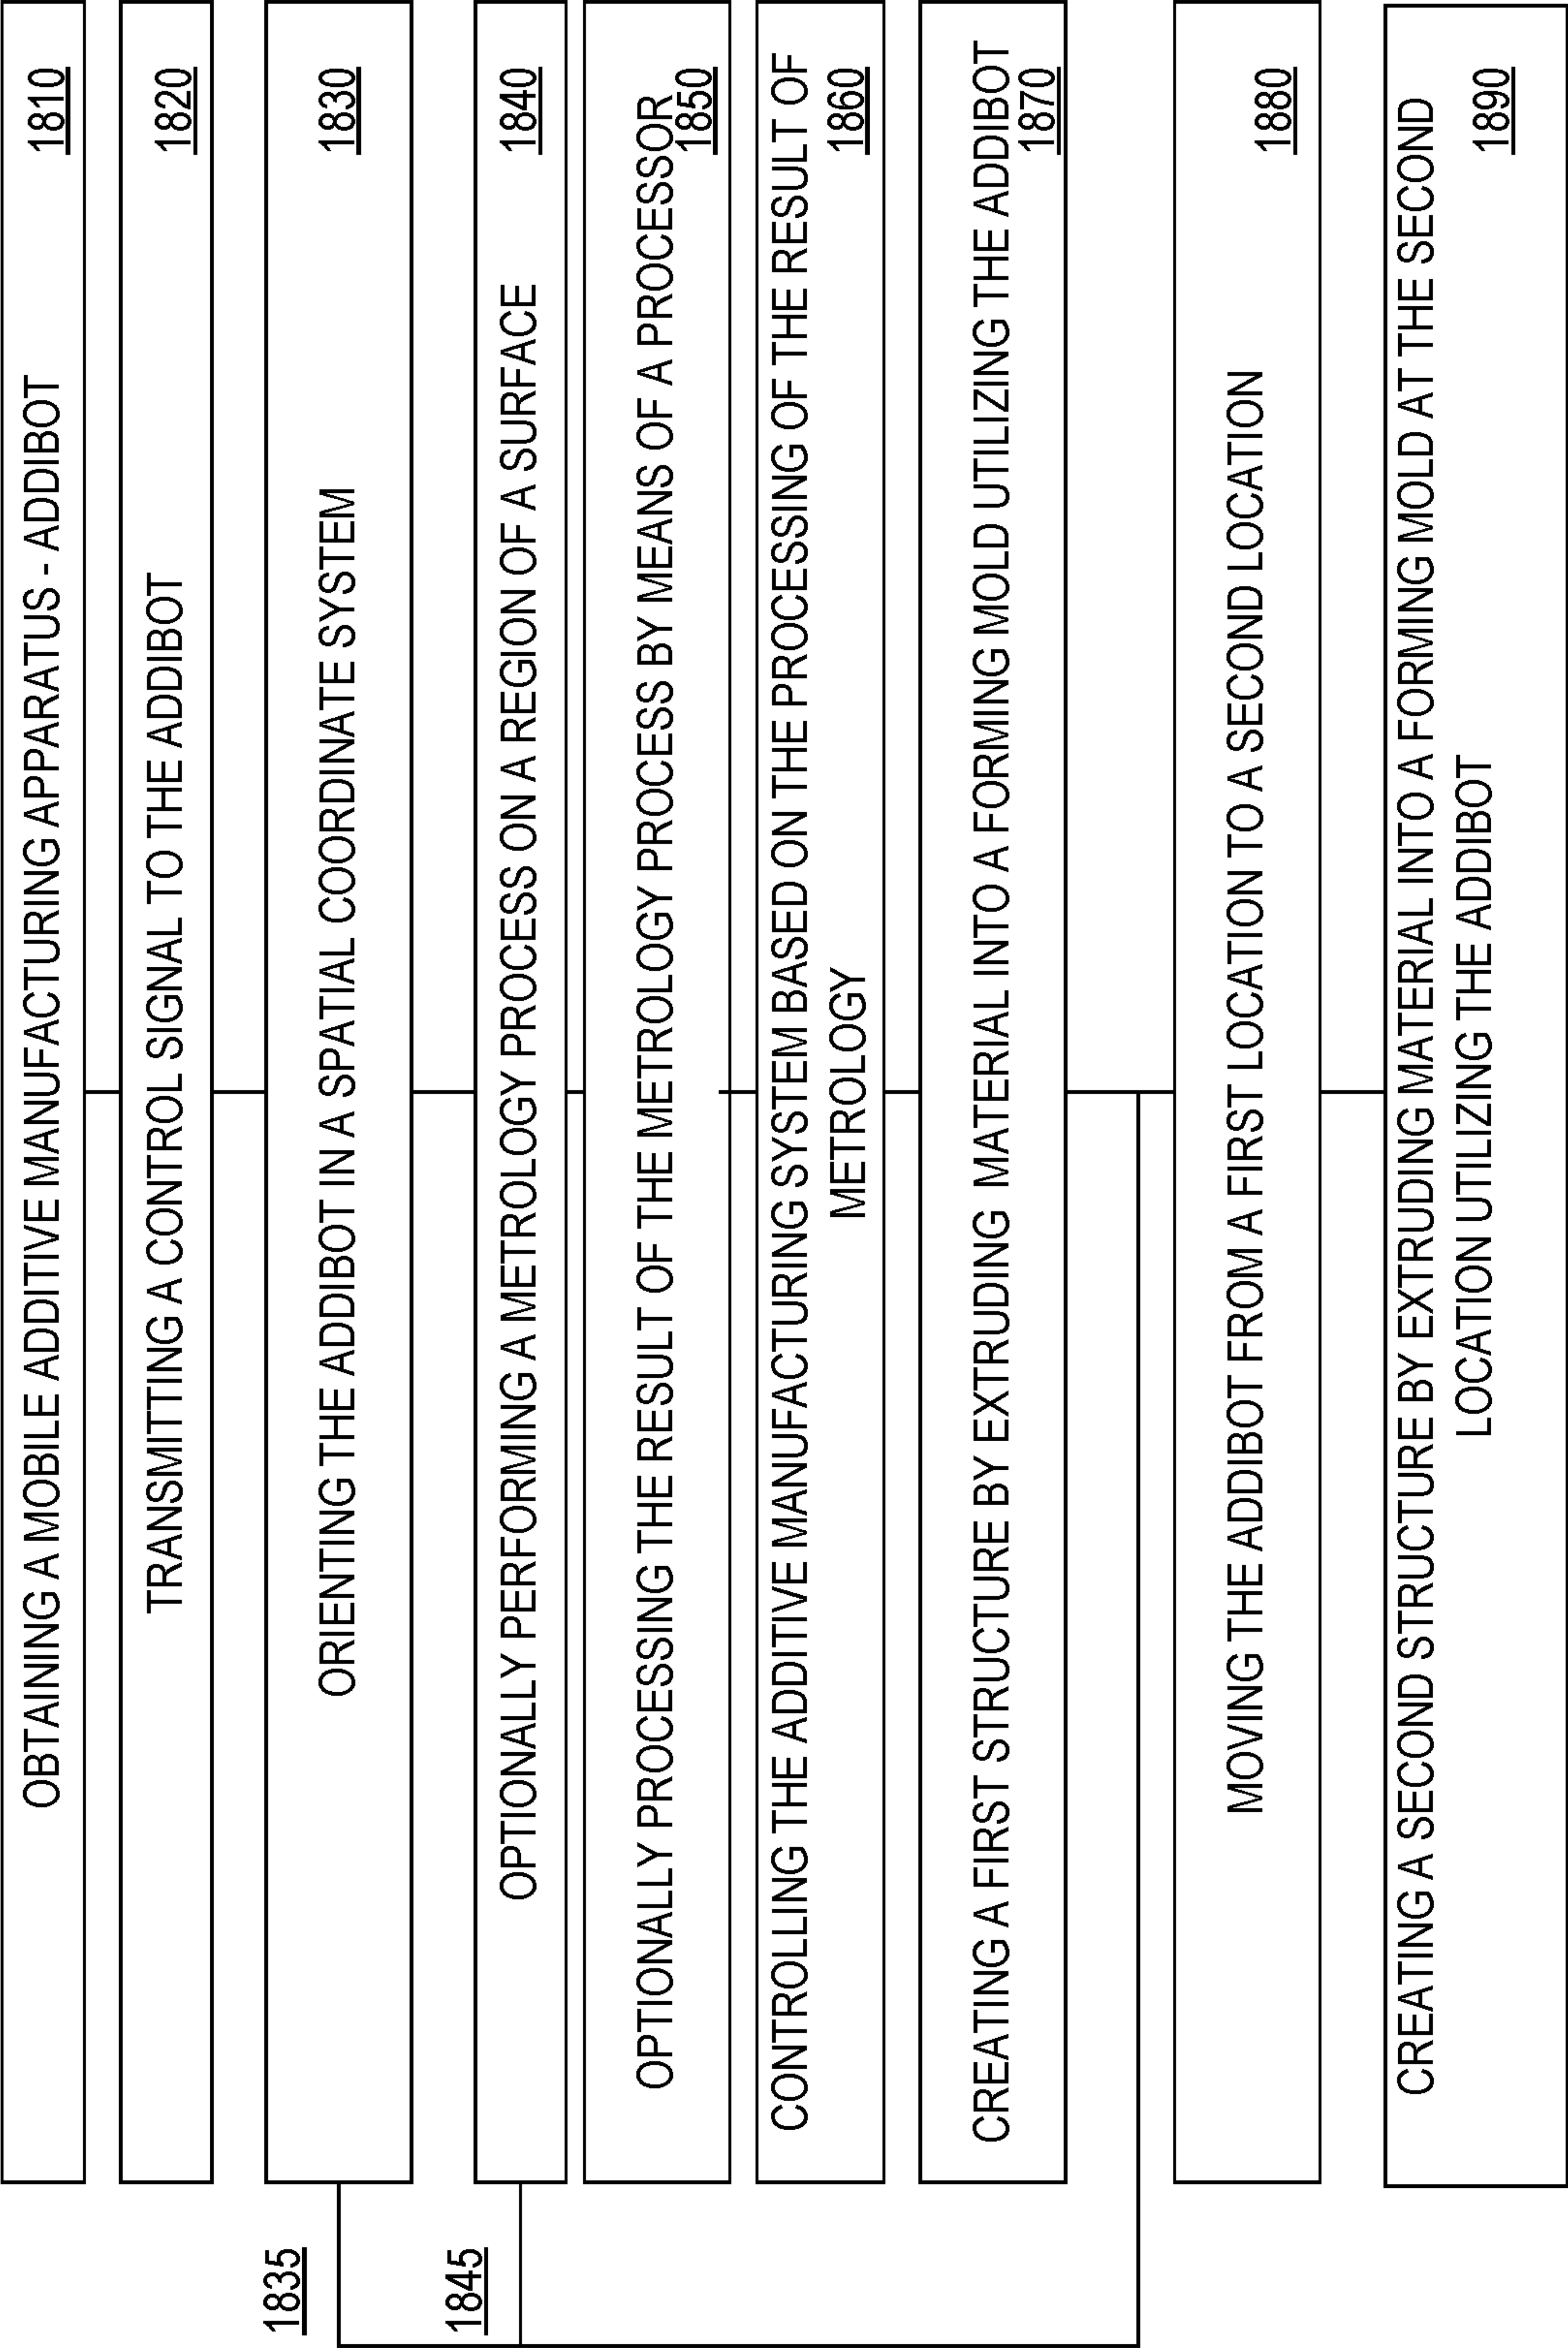 OBTAINING A MOBILE ADDITIVE MANUFACTURING APPARATUS - ADDIBOT
1810
TRANSMITTING A CONTROL SIGNAL TO THE ADDIBOT
1820
1835
ORIENTING THE ADDIBOT IN A SPATIAL COORDINATE SYSTEM
1830
1845
OPTIONALLY PERFORMING A METROLOGY PROCESS ON A REGION OF A SURFACE
1840
OPTIONALLY PROCESSING THE RESULT OF THE METROLOGY PROCESS BY MEANS OF A PROCESSOR
1850
CONTROLLING THE ADDITIVE MANUFACTURING SYSTEM BASED ON THE PROCESSING OF THE RESULT OF
METROLOGY
1860
CREATING A FIRST STRUCTURE BY EXTRUDING MATERIAL INTO A FORMING MOLD UTILIZING THE ADDIBOT
1870
MOVING THE ADDIBOT FROM A FIRST LOCATION TO A SECOND LOCATION
1880
CREATING A SECOND STRUCTURE BY EXTRUDING MATERIAL INTO A FORMING MOLD AT THE SECOND
LOCATION UTILIZING THE ADDIBOT
1890